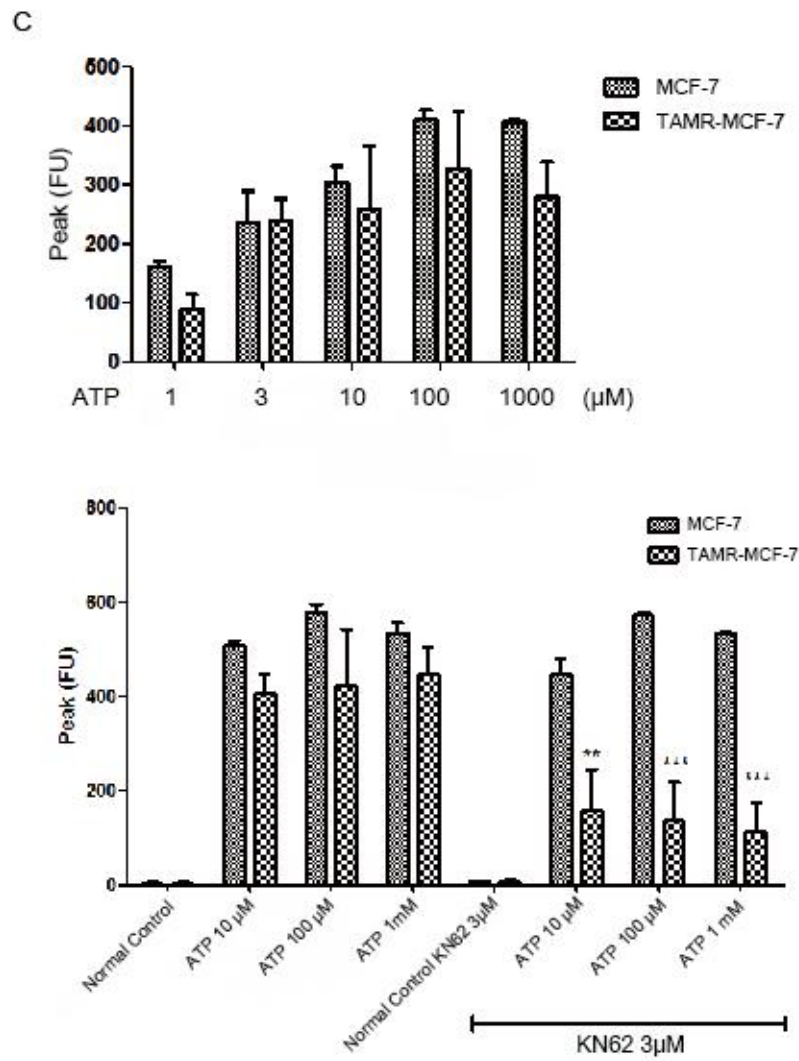 C
600
MCF-7
TAMR-MCF-7
400
300
200
100
0
Peak (FU)
ATP 1 3 10 100 1000 (µM)
800
MCF-7
TAMR-MCF-7
600
400
200
0
Peak (FU)
**
Normal Control
ATP 10 µM
ATP 100 µM
ATP 1mM
Normal Control KN62 3µM
ATP 10 µM
ATP 100 µM
ATP 1 mM
KN62 3µM